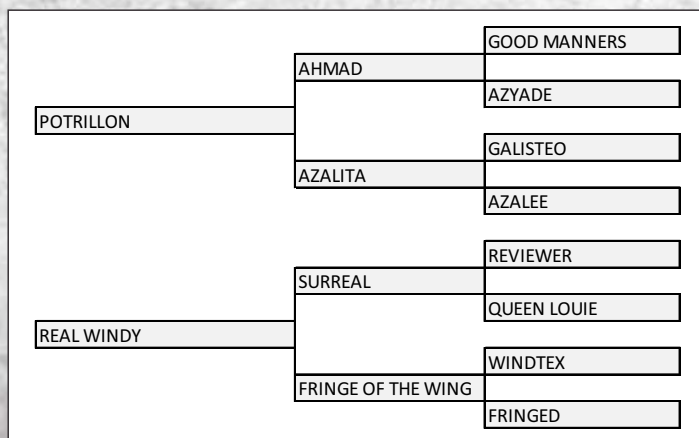 GOOD MANNERS
AHMAD
AZYADE
POTRILLON
GALISTEO
AZALITA
AZALEE
REVIEWER
SURREAL
QUEEN LOUIE
REAL WINDY
WINDTEX
FRINGE OF THE WING
FRINGED